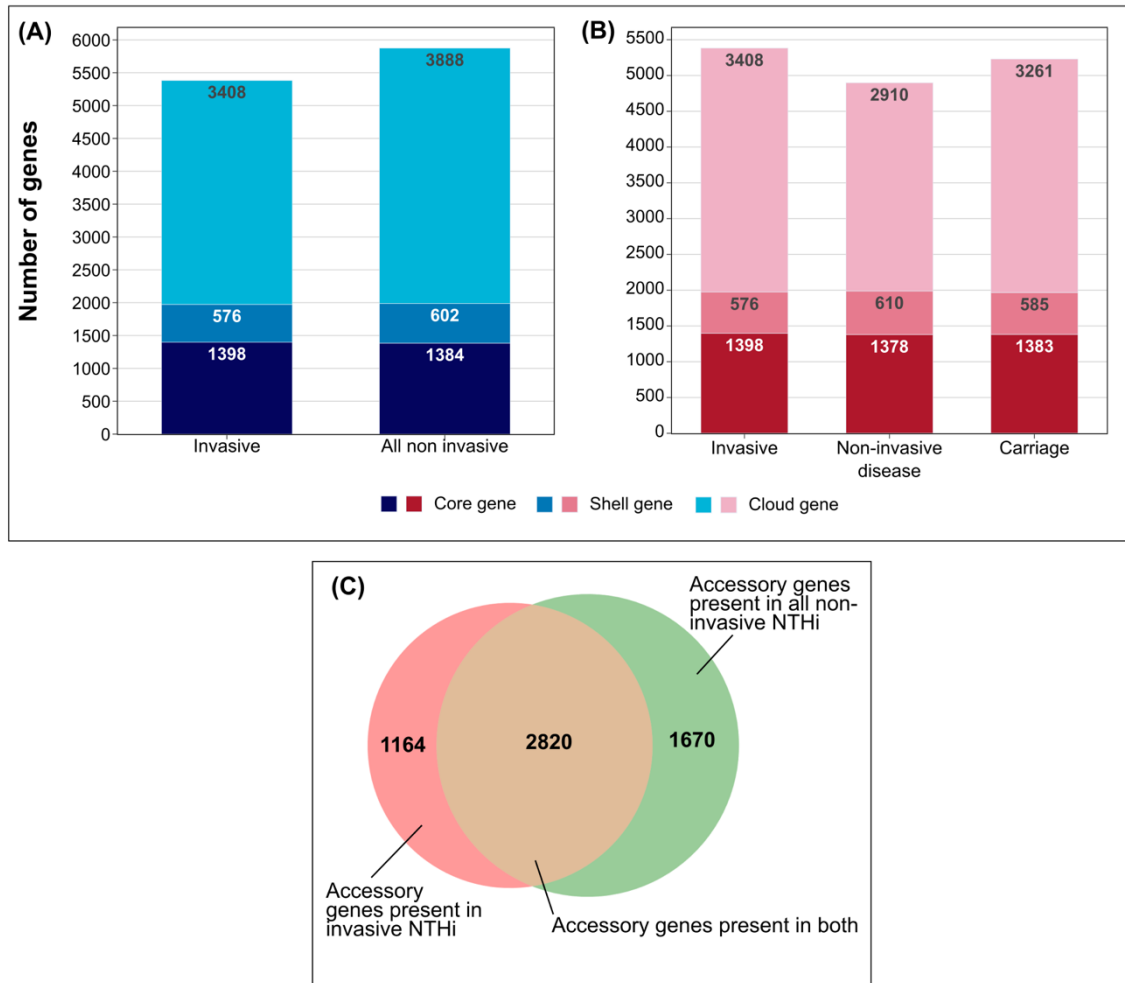 (A)
Number of genes
6000
5500
5000
4500
4000
3500
3000
2500
2000
1500
1000
500
0
3408
576
1398
3888
602
1384
Invasive
All non invasive
(B)
5500
5000
4500
4000
3500
3000
2500
2000
1500
1000
500
0
3408
576
1398
2910
610
1378
3261
585
1383
Invasive
Non-invasive
disease
Carriage
Core gene
Shell gene
Cloud gene
(C)
Accessory genes
present in all non-
invasive NTHi
1164
2820
1670
Accessory
genes present in
invasive NTHi
Accessory genes present in both